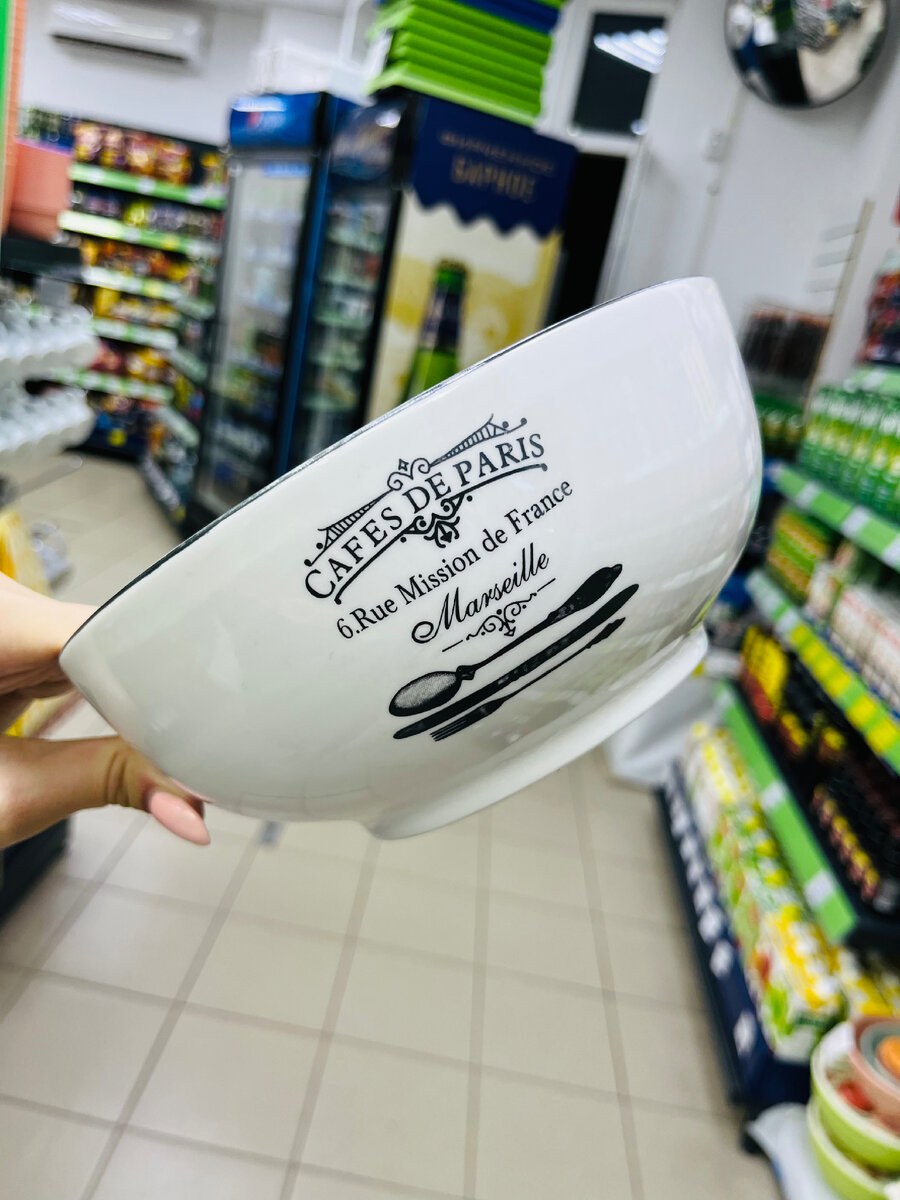 CAFES DE PARIS
6.Rue Mission de France
Marseille